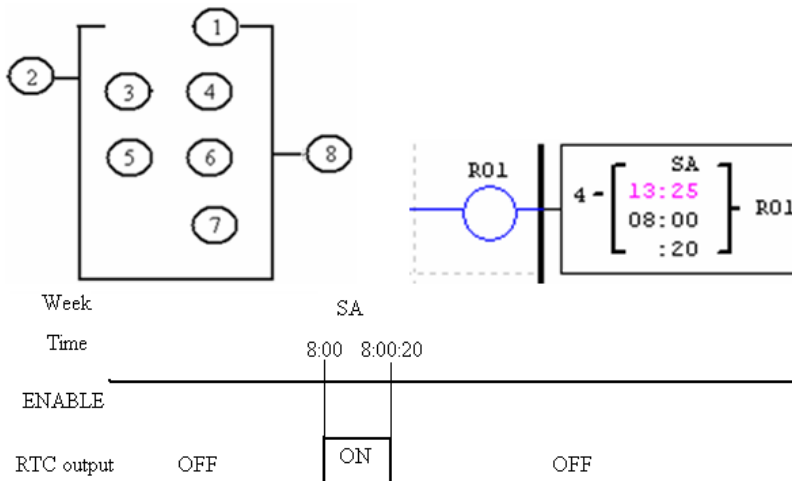 1
2
3 4
5 6
8
7
R01
SA
4 - 13:25 R01
08:00
:20
Week SA
Time 8:00 8:00:20
ENABLE
RTC output OFF ON OFF